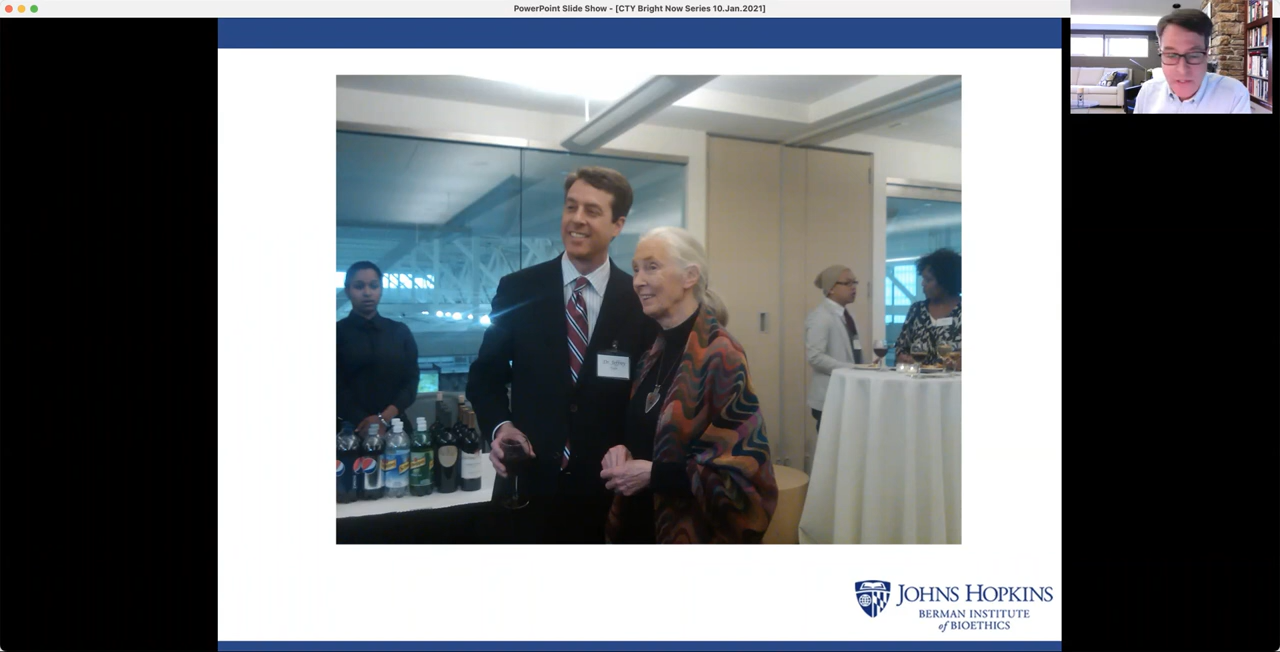 PowerPoint Slide Show - [CTY Bright Now Series 10.Jan.2021]
JOHNS HOPKINS
BERMAN INSTITUTE
of BIOETHICS